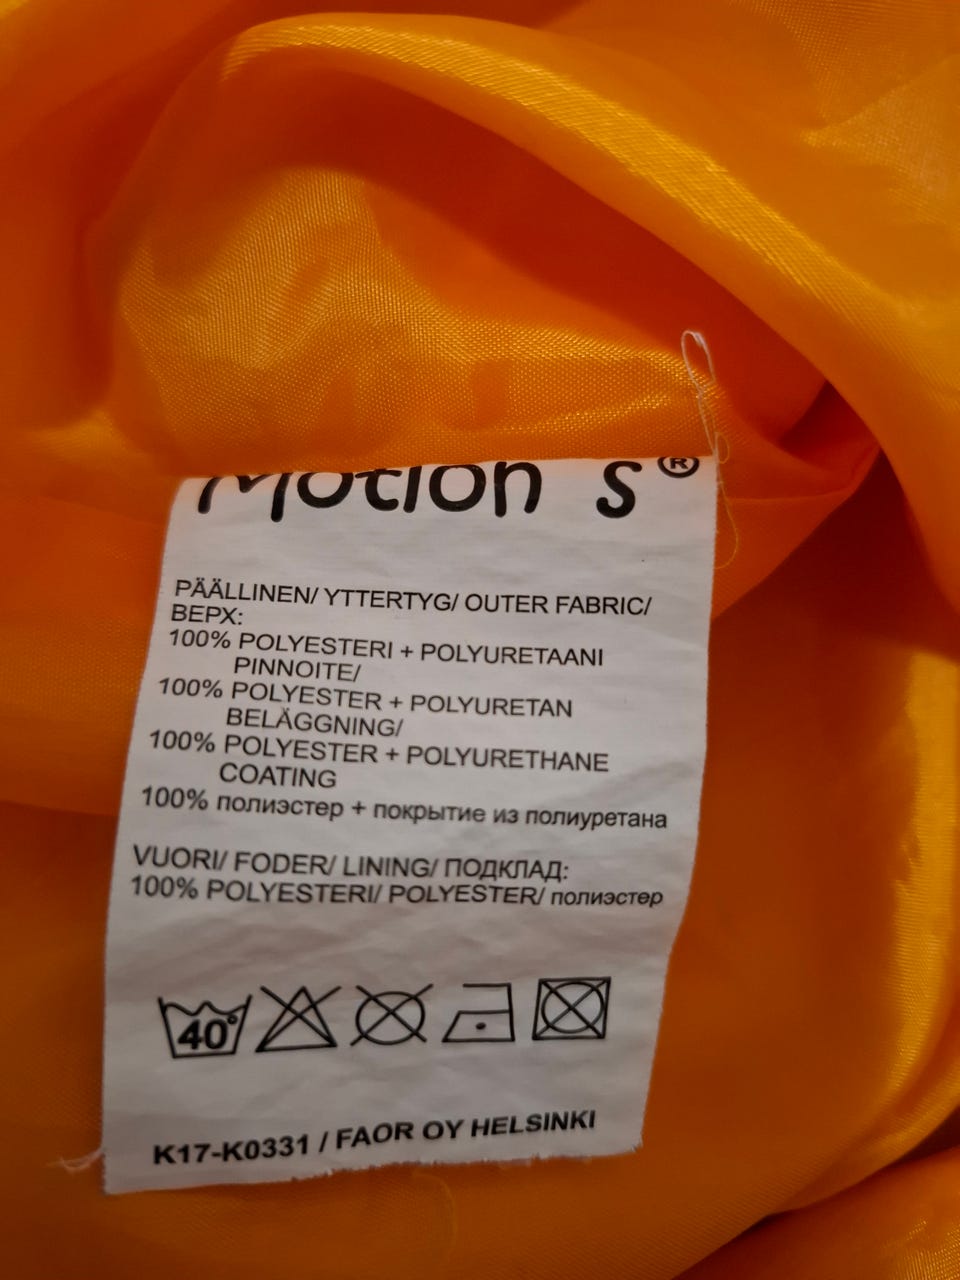 Motion S®
PÄÄLLINEN/ YTTERTYG/ OUTER FABRIC/
ВЕРХ:
100% POLYESTERI + POLYURETAANI
PINNOITE/
100% POLYESTER + POLYURETAN
BELÄGGNING/
100% POLYESTER + POLYURETHANE
COATING
100% полиэстер + покрытие из полиуретана
VUORI/ FODER/ LINING/ ПОДКЛАД:
100% POLYESTERI/ POLYESTER/ полиэстер
40°
K17-K0331 / FAOR OY HELSINKI